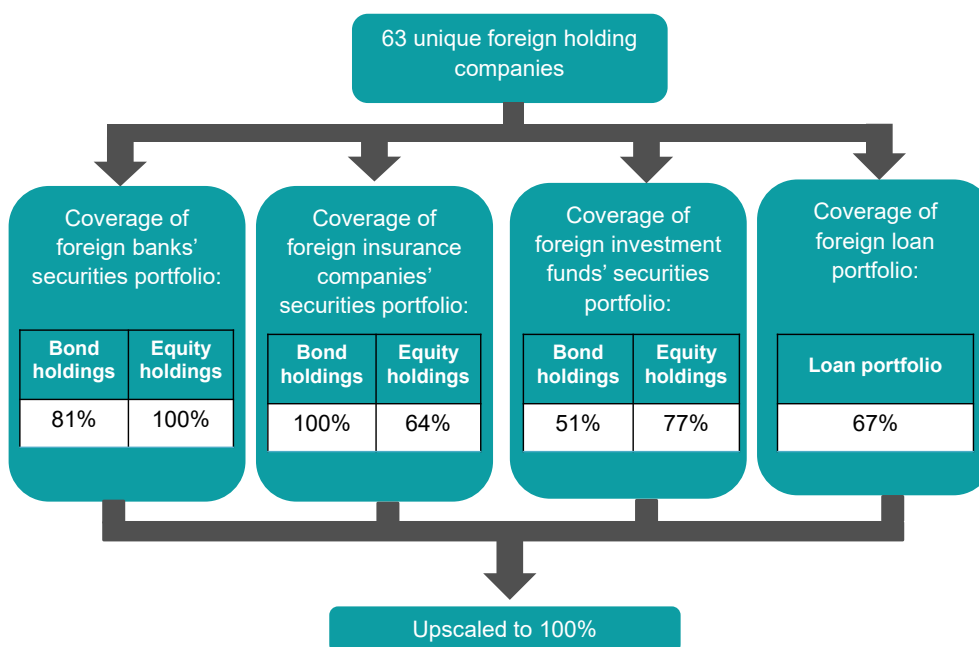 63 unique foreign holding
companies
Coverage of
foreign banks'
securities portfolio:
Bond
holdings
Equity
holdings
81%
100%
Coverage of
foreign insurance
companies'
securities portfolio:
Bond
holdings
Equity
holdings
100%
64%
Coverage of
foreign investment
funds' securities
portfolio:
Bond
holdings
Equity
holdings
51%
77%
Coverage of
foreign loan
portfolio:
Loan portfolio
67%
Upscaled to 100%